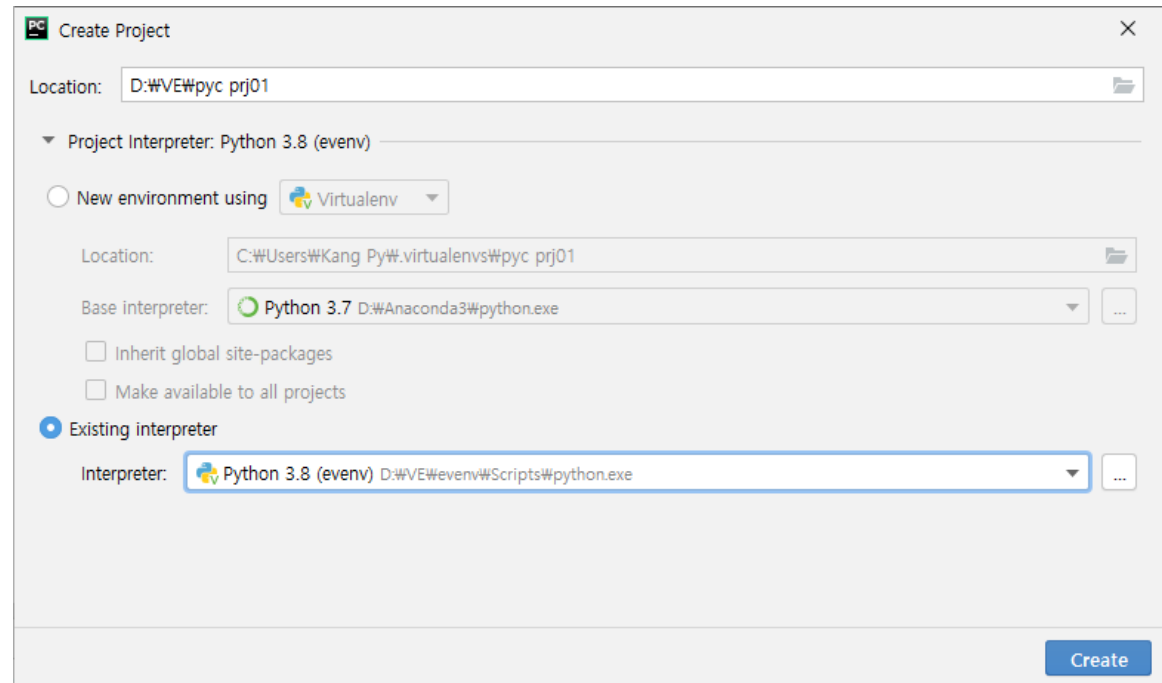 PC Create Project
Location: D:₩VE₩pyc prj01
Project Interpreter: Python 3.8 (evenv)
New environment using Virtualenv
Location: C:₩Users₩Kang Py₩.virtualenvs₩pyc prj01
Base interpreter: Python 3.7 D:₩Anaconda3₩python.exe ...
Inherit global site-packages
Make available to all projects
Existing interpreter
Interpreter: Python 3.8 (evenv) D:₩VE₩evenv₩Scripts₩python.exe ...
Create